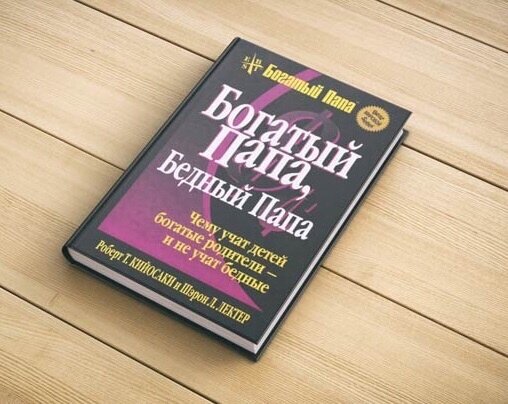 E B
S I
Богатый Папа
Богатый
Папа,
Бедный Папа
Чему учат детей
богатые родители –
и не учат бедные
Роберт Т. КИЙОСАКИ и Шэрон Л. ЛЕКТЕР